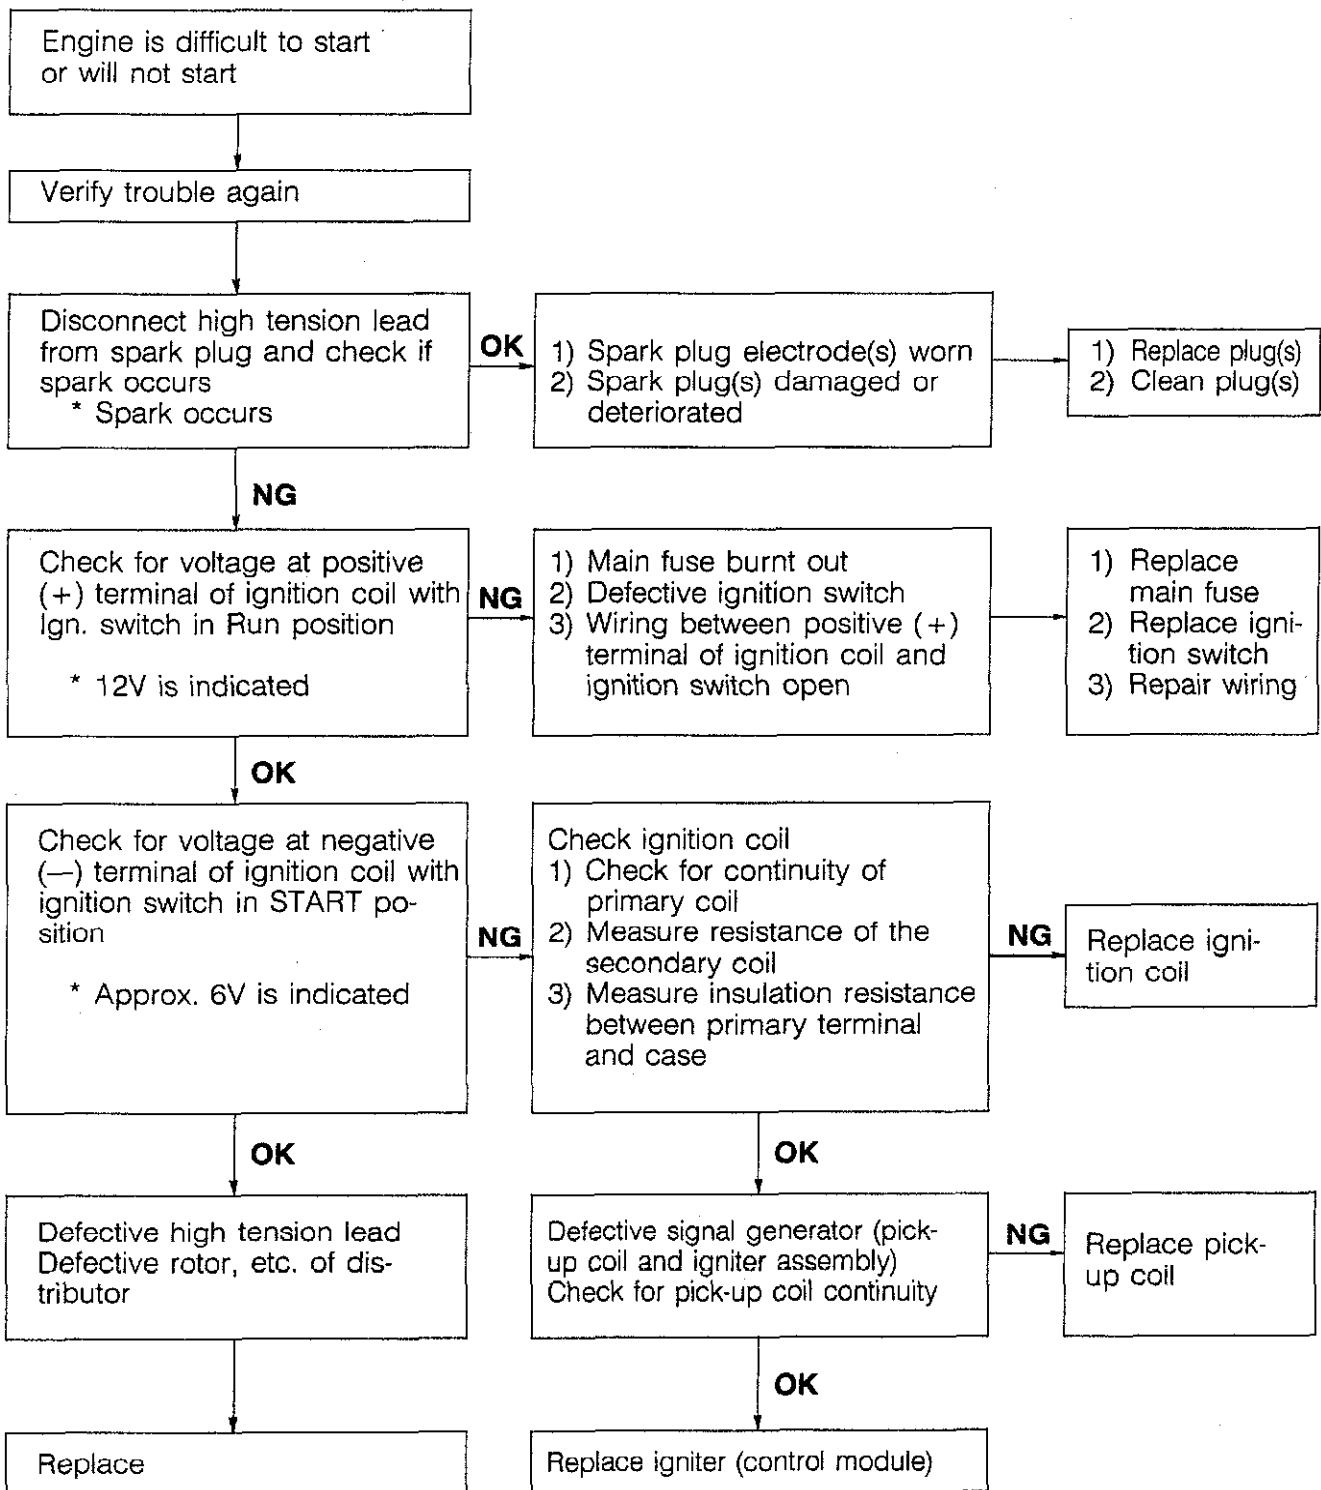 Engine is difficult to start
or will not start
Verify trouble again
Disconnect high tension lead
from spark plug and check if
spark occurs
* Spark occurs
OK
1) Spark plug electrode(s) worn
2) Spark plug(s) damaged or
deteriorated
1) Replace plug(s)
2) Clean plug(s)
NG
Check for voltage at positive
(+) terminal of ignition coil with
Ign. switch in Run position
* 12V is indicated
NG
1) Main fuse burnt out
2) Defective ignition switch
3) Wiring between positive (+)
terminal of ignition coil and
ignition switch open
1) Replace
main fuse
2) Replace igni-
tion switch
3) Repair wiring
OK
Check for voltage at negative
(—) terminal of ignition coil with
ignition switch in START po-
sition
* Approx. 6V is indicated
NG
Check ignition coil
1) Check for continuity of
primary coil
2) Measure resistance of the
secondary coil
3) Measure insulation resistance
between primary terminal
and case
NG
Replace igni-
tion coil
OK
OK
Defective high tension lead
Defective rotor, etc. of dis-
tributor
Defective signal generator (pick-
up coil and igniter assembly)
Check for pick-up coil continuity
NG
Replace pick-
up coil
OK
Replace
Replace igniter (control module)